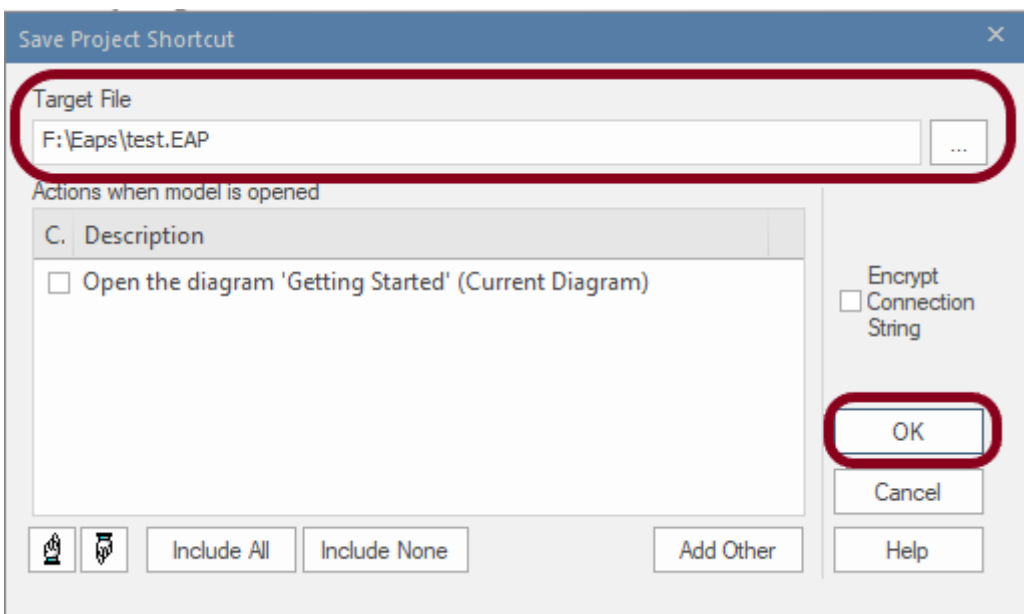 Save Project Shortcut
Target File
F:\Eaps\test.EAP
...
Actions when model is opened
C. Description
Open the diagram 'Getting Started' (Current Diagram)
Encrypt
Connection
String
OK
Cancel
Include All
Include None
Add Other
Help